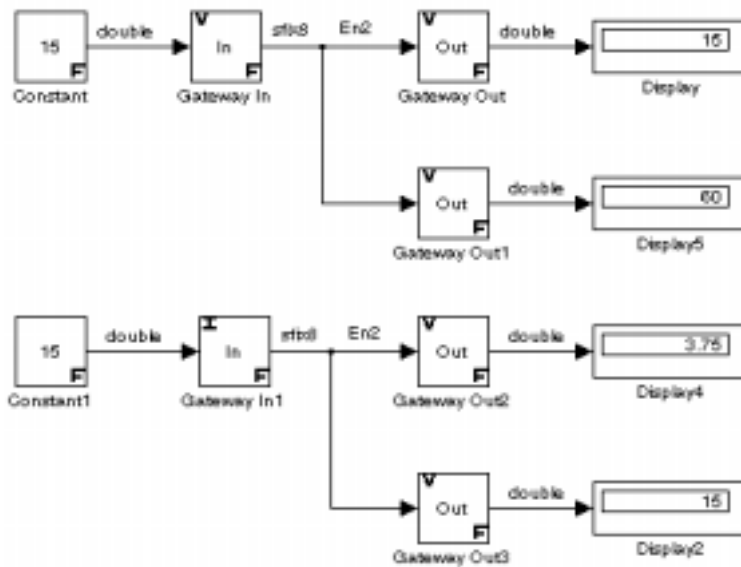 V
V
15
double
In
sfix8
En2
Out
double
15
F
F
F
Constant
Gateway In
Gateway Out
Display
V
Out
double
60
F
Gateway Out1
Display5
I
V
15
double
In
sfix8
En2
Out
double
3.75
F
F
F
Constant1
Gateway In1
Gateway Out2
Display4
V
Out
double
15
F
Gateway Out3
Display2